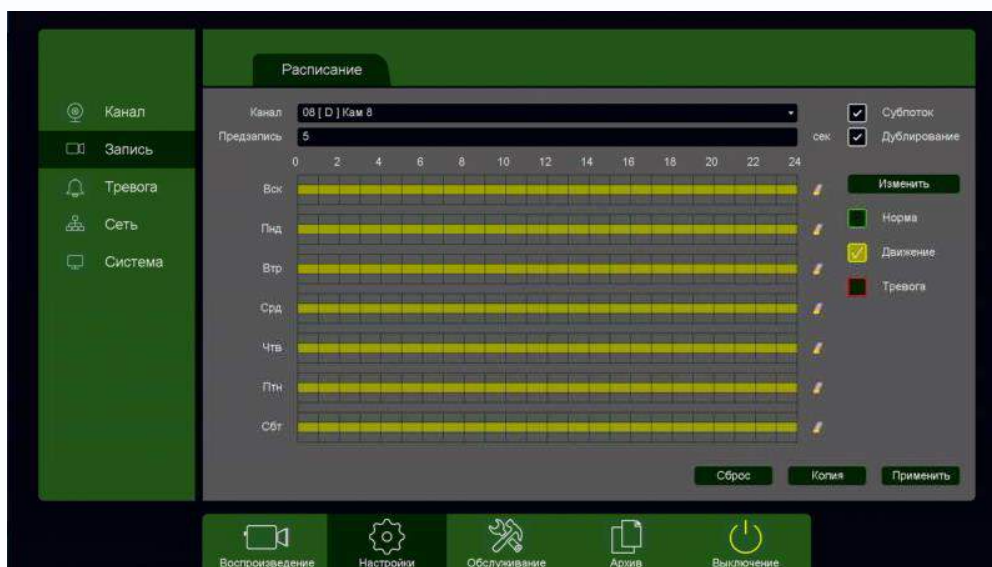 Расписание
Канал
Запись
Тревога
Сеть
Система
Канал 08 [ D ] Кам 8
Субпоток
Предзапись 5 сек
Дублирование
0 2 4 6 8 10 12 14 16 18 20 22 24
Вск
Изменить
Норма
Пнд
Движение
Втр
Тревога
Срд
Чтв
Птн
Сбт
Сброс Копия Применить
Воспроизведение Настройки Обслуживание Архив Выключение